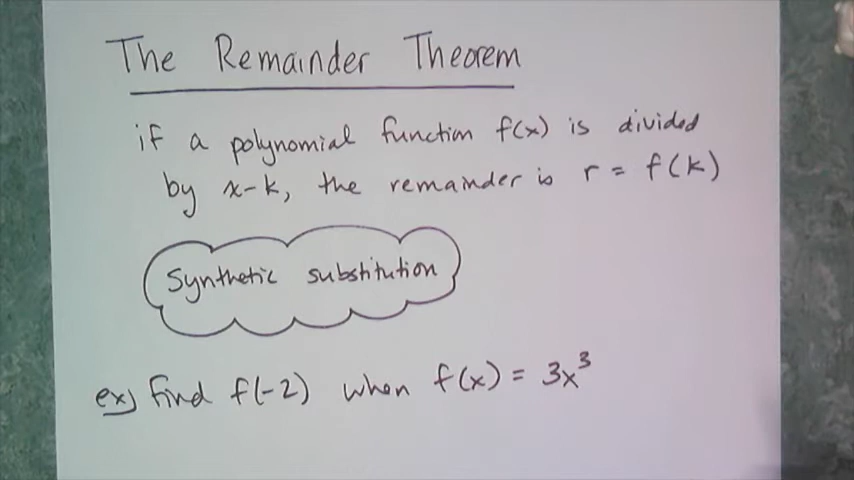 The Remainder Theorem
if a polynomial function f(x) is divided
by x-k, the remainder is r = f(k)
Synthetic substitution
ex) find f(-2) when f(x) = 3x³